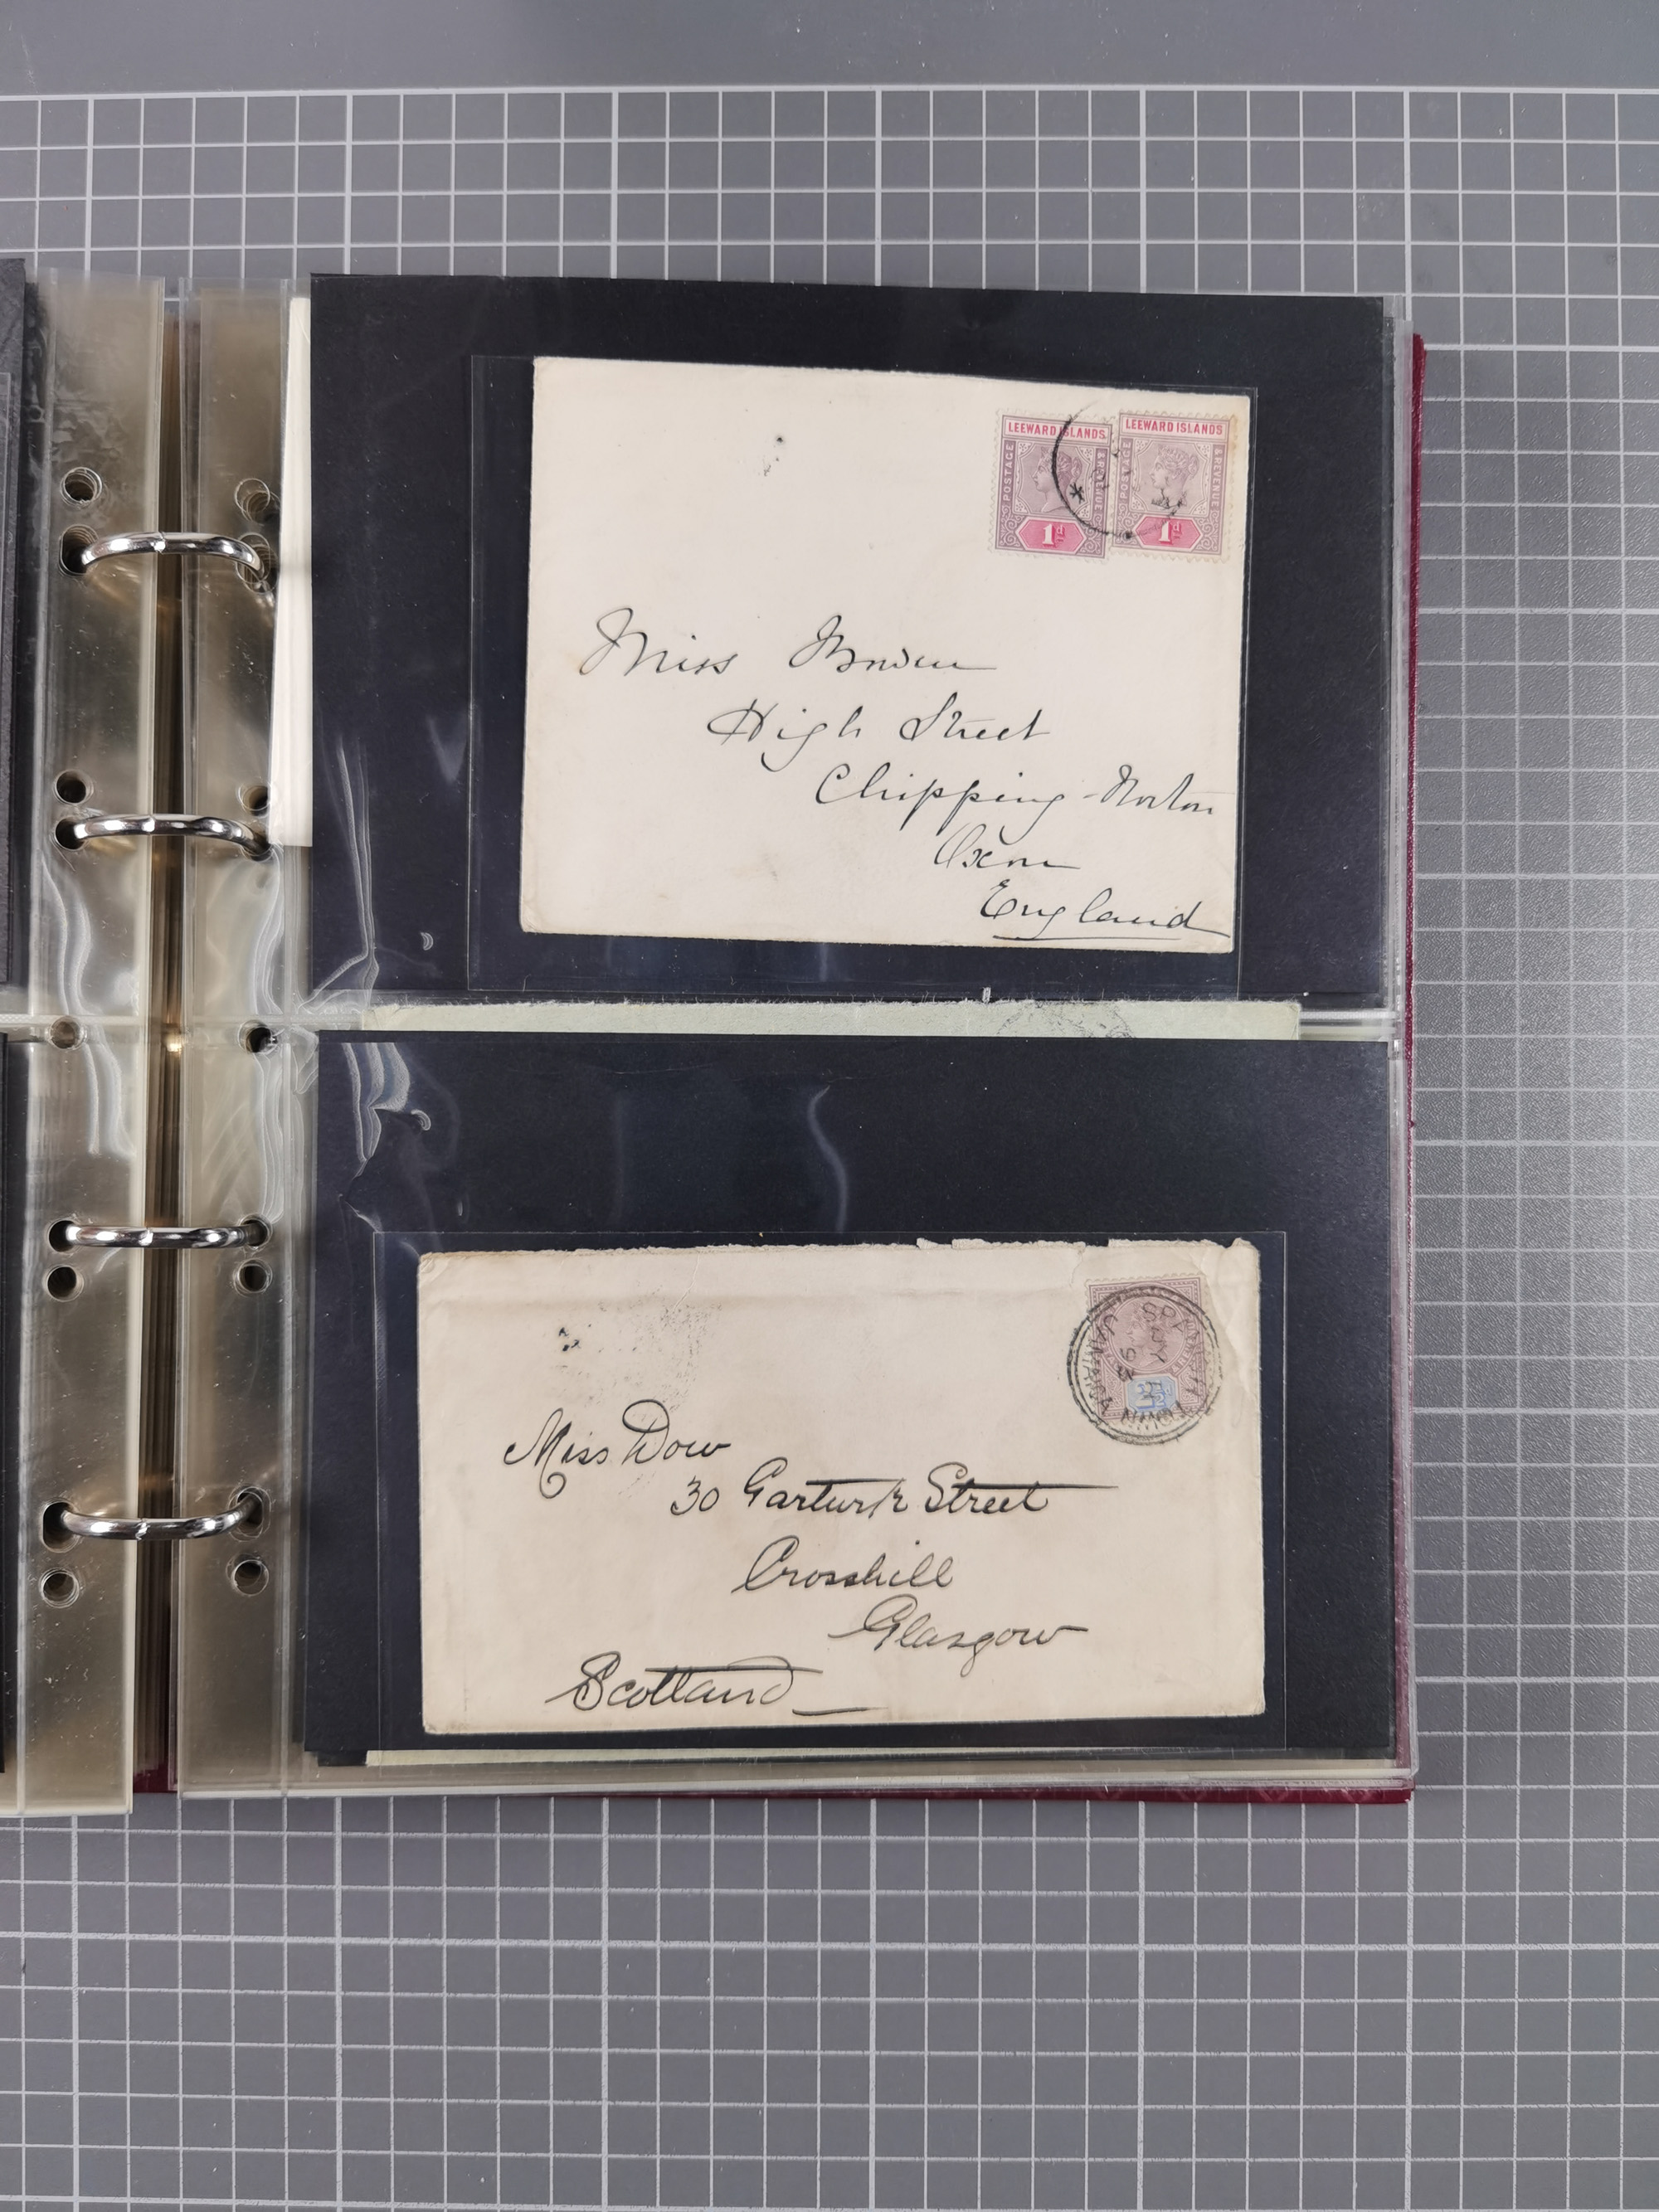 LEEWARD ISLANDS
POSTAGE & REVENUE
1d
LEEWARD ISLANDS
POSTAGE & REVENUE
1d
Miss
High Street
Chipping-Norton
Oxon
England
JAMAICA
Miss Dow
30 Garturk Street
Crosshill
Glasgow
Scotland